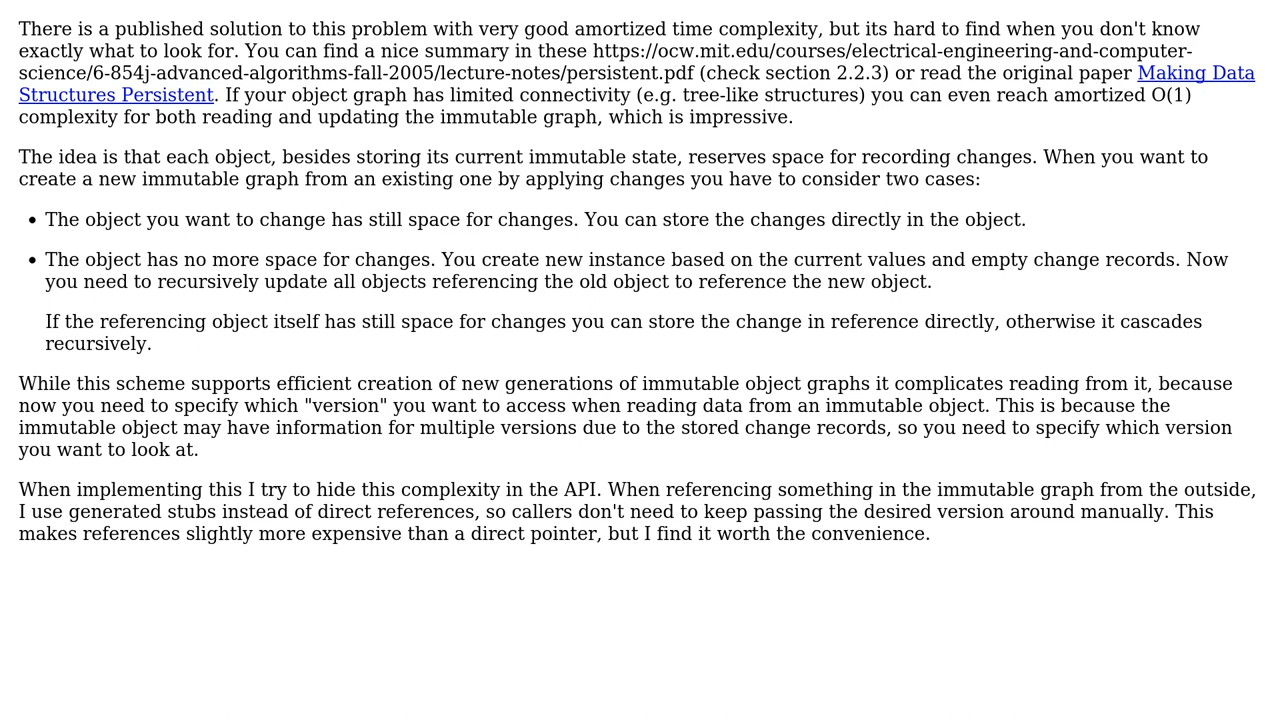 There is a published solution to this problem with very good amortized time complexity, but its hard to find when you don't know
exactly what to look for. You can find a nice summary in these https://ocw.mit.edu/courses/electrical-engineering-and-computer-
science/6-854j-advanced-algorithms-fall-2005/lecture-notes/persistent.pdf (check section 2.2.3) or read the original paper Making Data
Structures Persistent. If your object graph has limited connectivity (e.g. tree-like structures) you can even reach amortized O(1)
complexity for both reading and updating the immutable graph, which is impressive.
The idea is that each object, besides storing its current immutable state, reserves space for recording changes. When you want to
create a new immutable graph from an existing one by applying changes you have to consider two cases:
• The object you want to change has still space for changes. You can store the changes directly in the object.
• The object has no more space for changes. You create new instance based on the current values and empty change records. Now
you need to recursively update all objects referencing the old object to reference the new object.
If the referencing object itself has still space for changes you can store the change in reference directly, otherwise it cascades
recursively.
While this scheme supports efficient creation of new generations of immutable object graphs it complicates reading from it, because
now you need to specify which "version" you want to access when reading data from an immutable object. This is because the
immutable object may have information for multiple versions due to the stored change records, so you need to specify which version
you want to look at.
When implementing this I try to hide this complexity in the API. When referencing something in the immutable graph from the outside,
I use generated stubs instead of direct references, so callers don't need to keep passing the desired version around manually. This
makes references slightly more expensive than a direct pointer, but I find it worth the convenience.